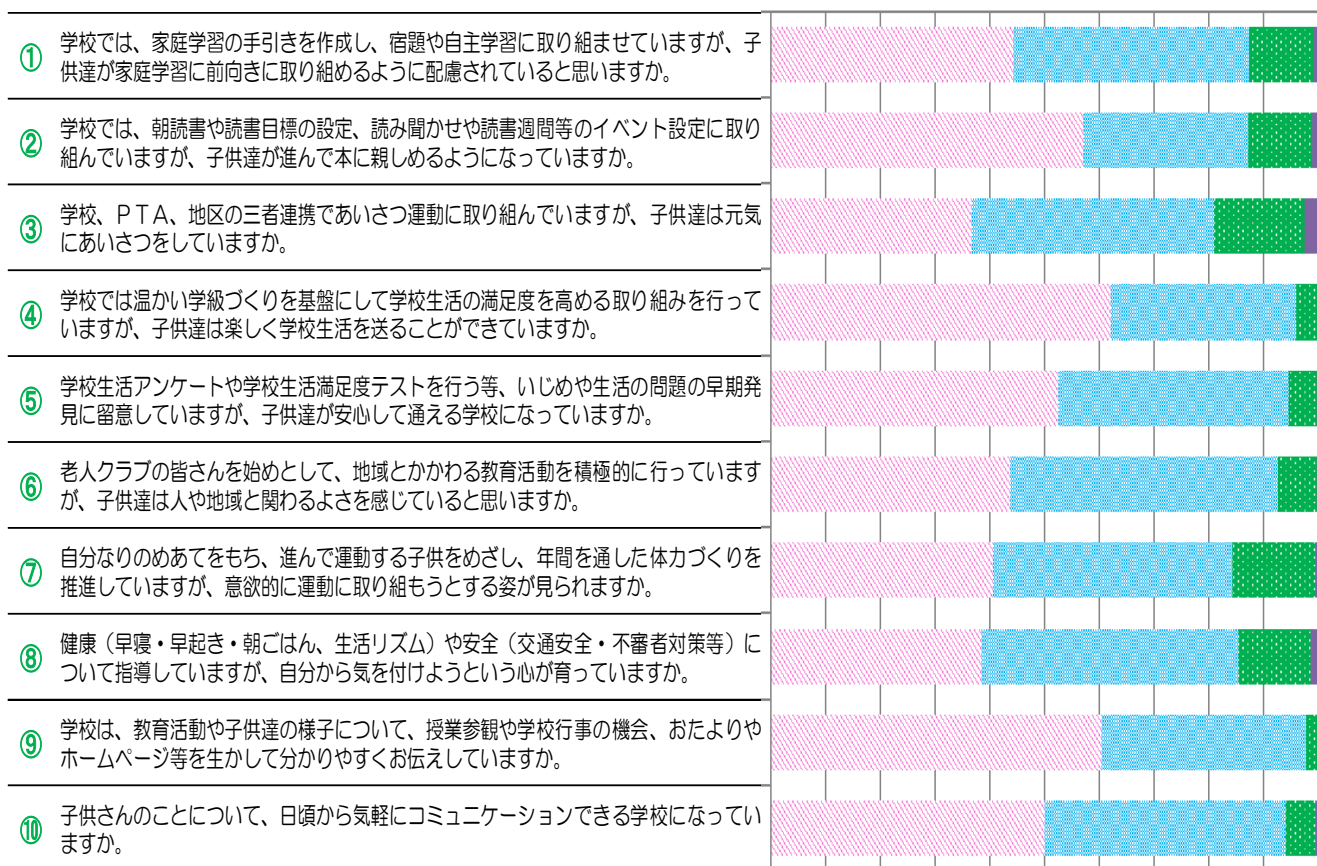 ① 学校では、家庭学習の手引きを作成し、宿題や自主学習に取り組ませていますが、子
供達が家庭学習に前向きに取り組めるように配慮されていると思いますか。
② 学校では、朝読書や読書目標の設定、読み聞かせや読書週間等のイベント設定に取り
組んでいますが、子供達が進んで本に親しめるようになっていますか。
③ 学校、ＰＴＡ、地区の三者連携であいさつ運動に取り組んでいますが、子供達は元気
にあいさつをしていますか。
④ 学校では温かい学級づくりを基盤にして学校生活の満足度を高める取り組みを行って
いますが、子供達は楽しく学校生活を送ることができていますか。
⑤ 学校生活アンケートや学校生活満足度テストを行う等、いじめや生活の問題の早期発
見に留意していますが、子供達が安心して通える学校になっていますか。
⑥ 老人クラブの皆さんを始めとして、地域とかかわる教育活動を積極的に行っています
が、子供達は人や地域と関わるよさを感じていると思いますか。
⑦ 自分なりのめあてをもち、進んで運動する子供をめざし、年間を通した体力づくりを
推進していますが、意欲的に運動に取り組もうとする姿が見られますか。
⑧ 健康（早寝・早起き・朝ごはん、生活リズム）や安全（交通安全・不審者対策等）に
ついて指導していますが、自分から気を付けようという心が育っていますか。
⑨ 学校は、教育活動や子供達の様子について、授業参観や学校行事の機会、おたよりや
ホームページ等を生かして分かりやすくお伝えしていますか。
⑩ 子供さんのことについて、日頃から気軽にコミュニケーションできる学校になってい
ますか。